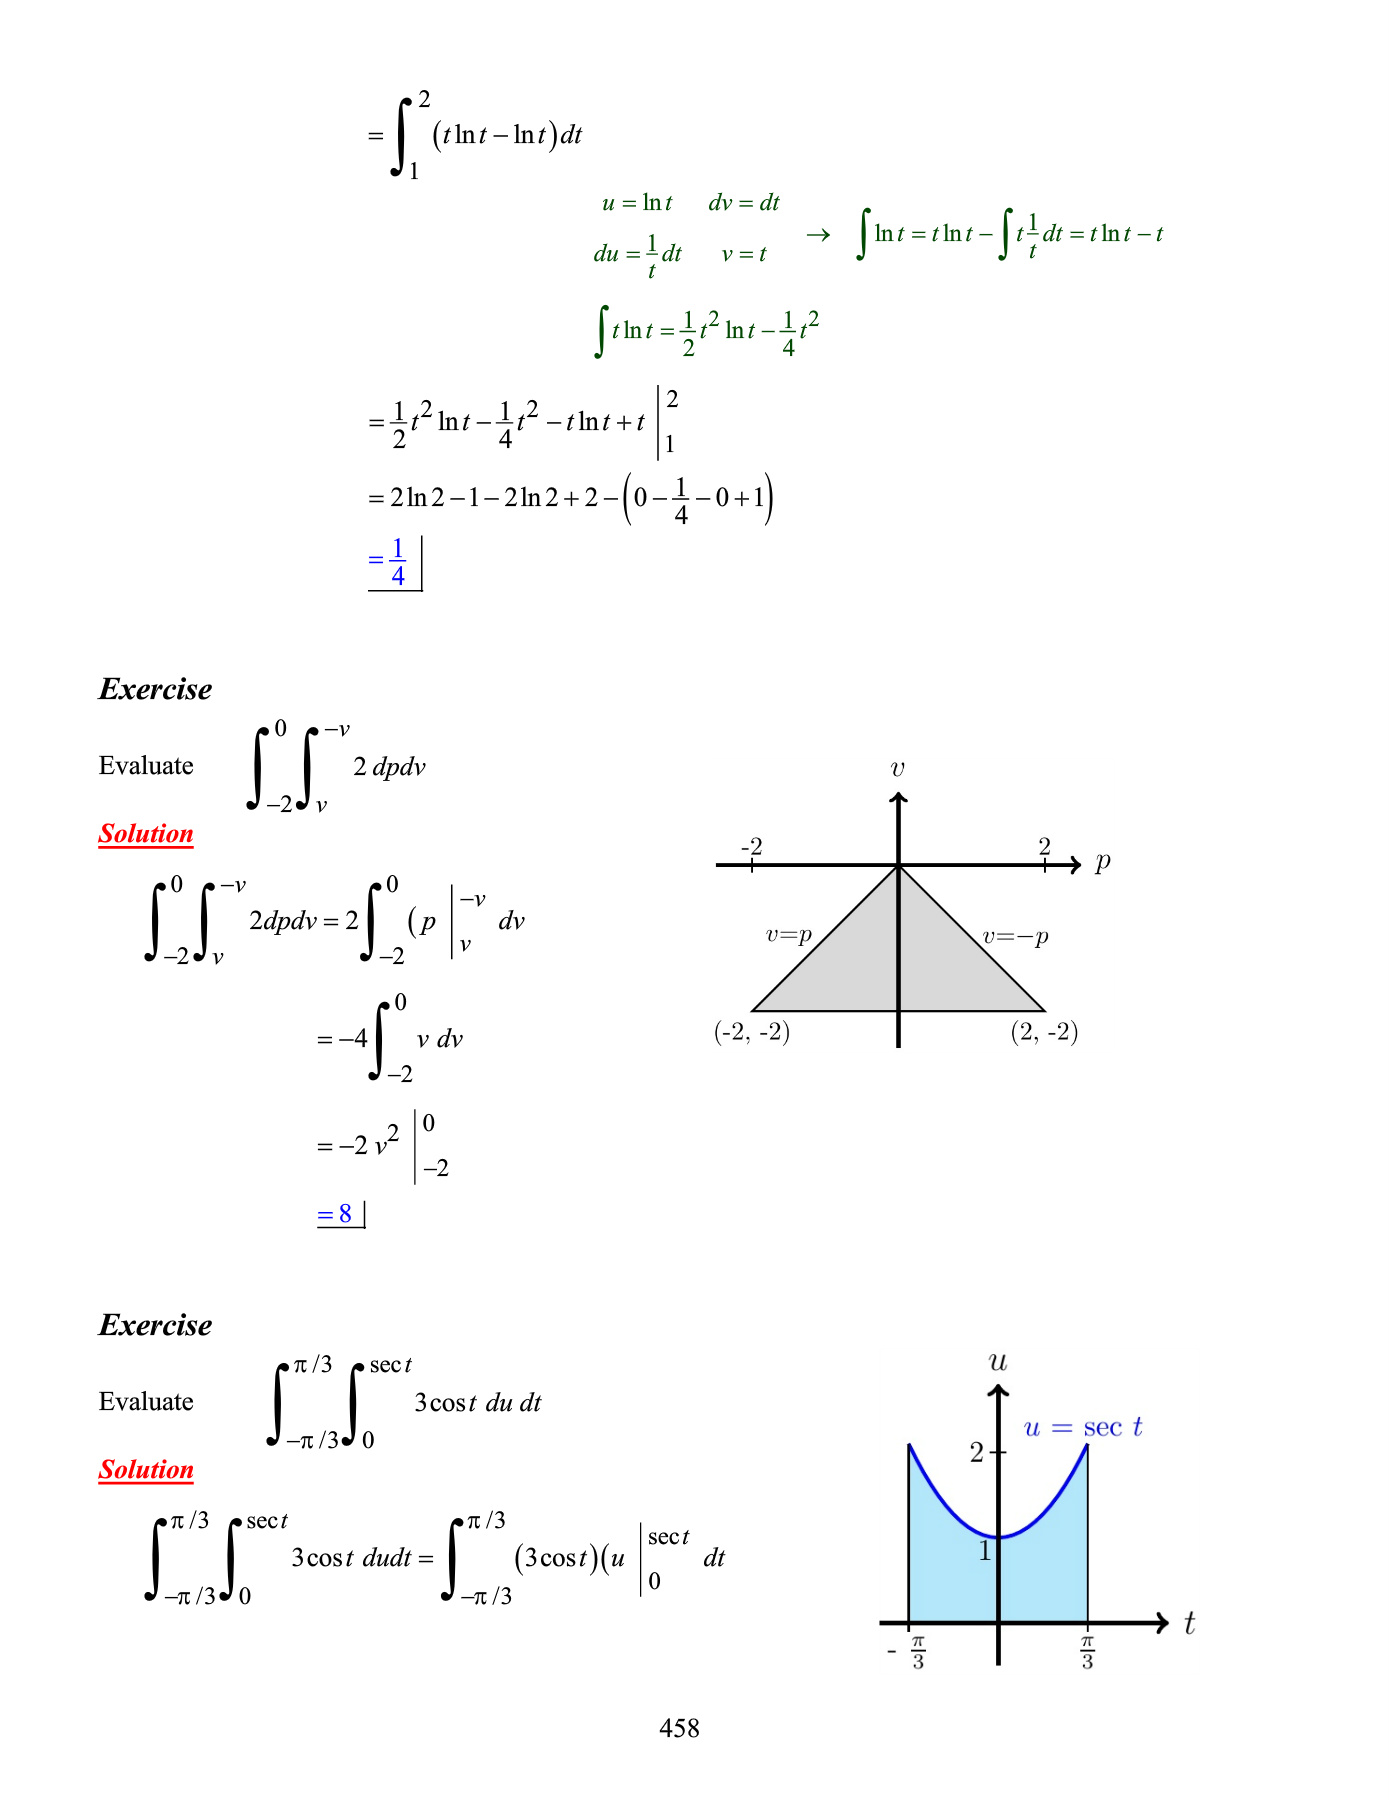 = ∫₁² (t ln t − ln t) dt
u = ln t   dv = dt
du = 1/t dt   v = t   →   ∫ ln t = t ln t − ∫ t 1/t dt = t ln t − t
∫ t ln t = 1/2 t² ln t − 1/4 t²
= 1/2 t² ln t − 1/4 t² − t ln t + t |₁²
= 2 ln 2 − 1 − 2 ln 2 + 2 − (0 − 1/4 − 0 + 1)
= 1/4
Exercise
Evaluate ∫₋₂⁰ ∫ᵥ⁻ᵛ 2 dpdv
Solution
∫₋₂⁰ ∫ᵥ⁻ᵛ 2dpdv = 2 ∫₋₂⁰ (p |ᵥ⁻ᵛ dv
= −4 ∫₋₂⁰ v dv
= −2 v² |₋₂⁰
= 8
v
-2
2
p
v=p
v=−p
(-2, -2)
(2, -2)
Exercise
Evaluate ∫_{−π/3}^{π/3} ∫_0^{sec t} 3cos t du dt
Solution
∫_{−π/3}^{π/3} ∫_0^{sec t} 3cos t dudt = ∫_{−π/3}^{π/3} (3cos t)(u |_0^{sec t} dt
u
u = sec t
2
1
t
- π/3
π/3
458